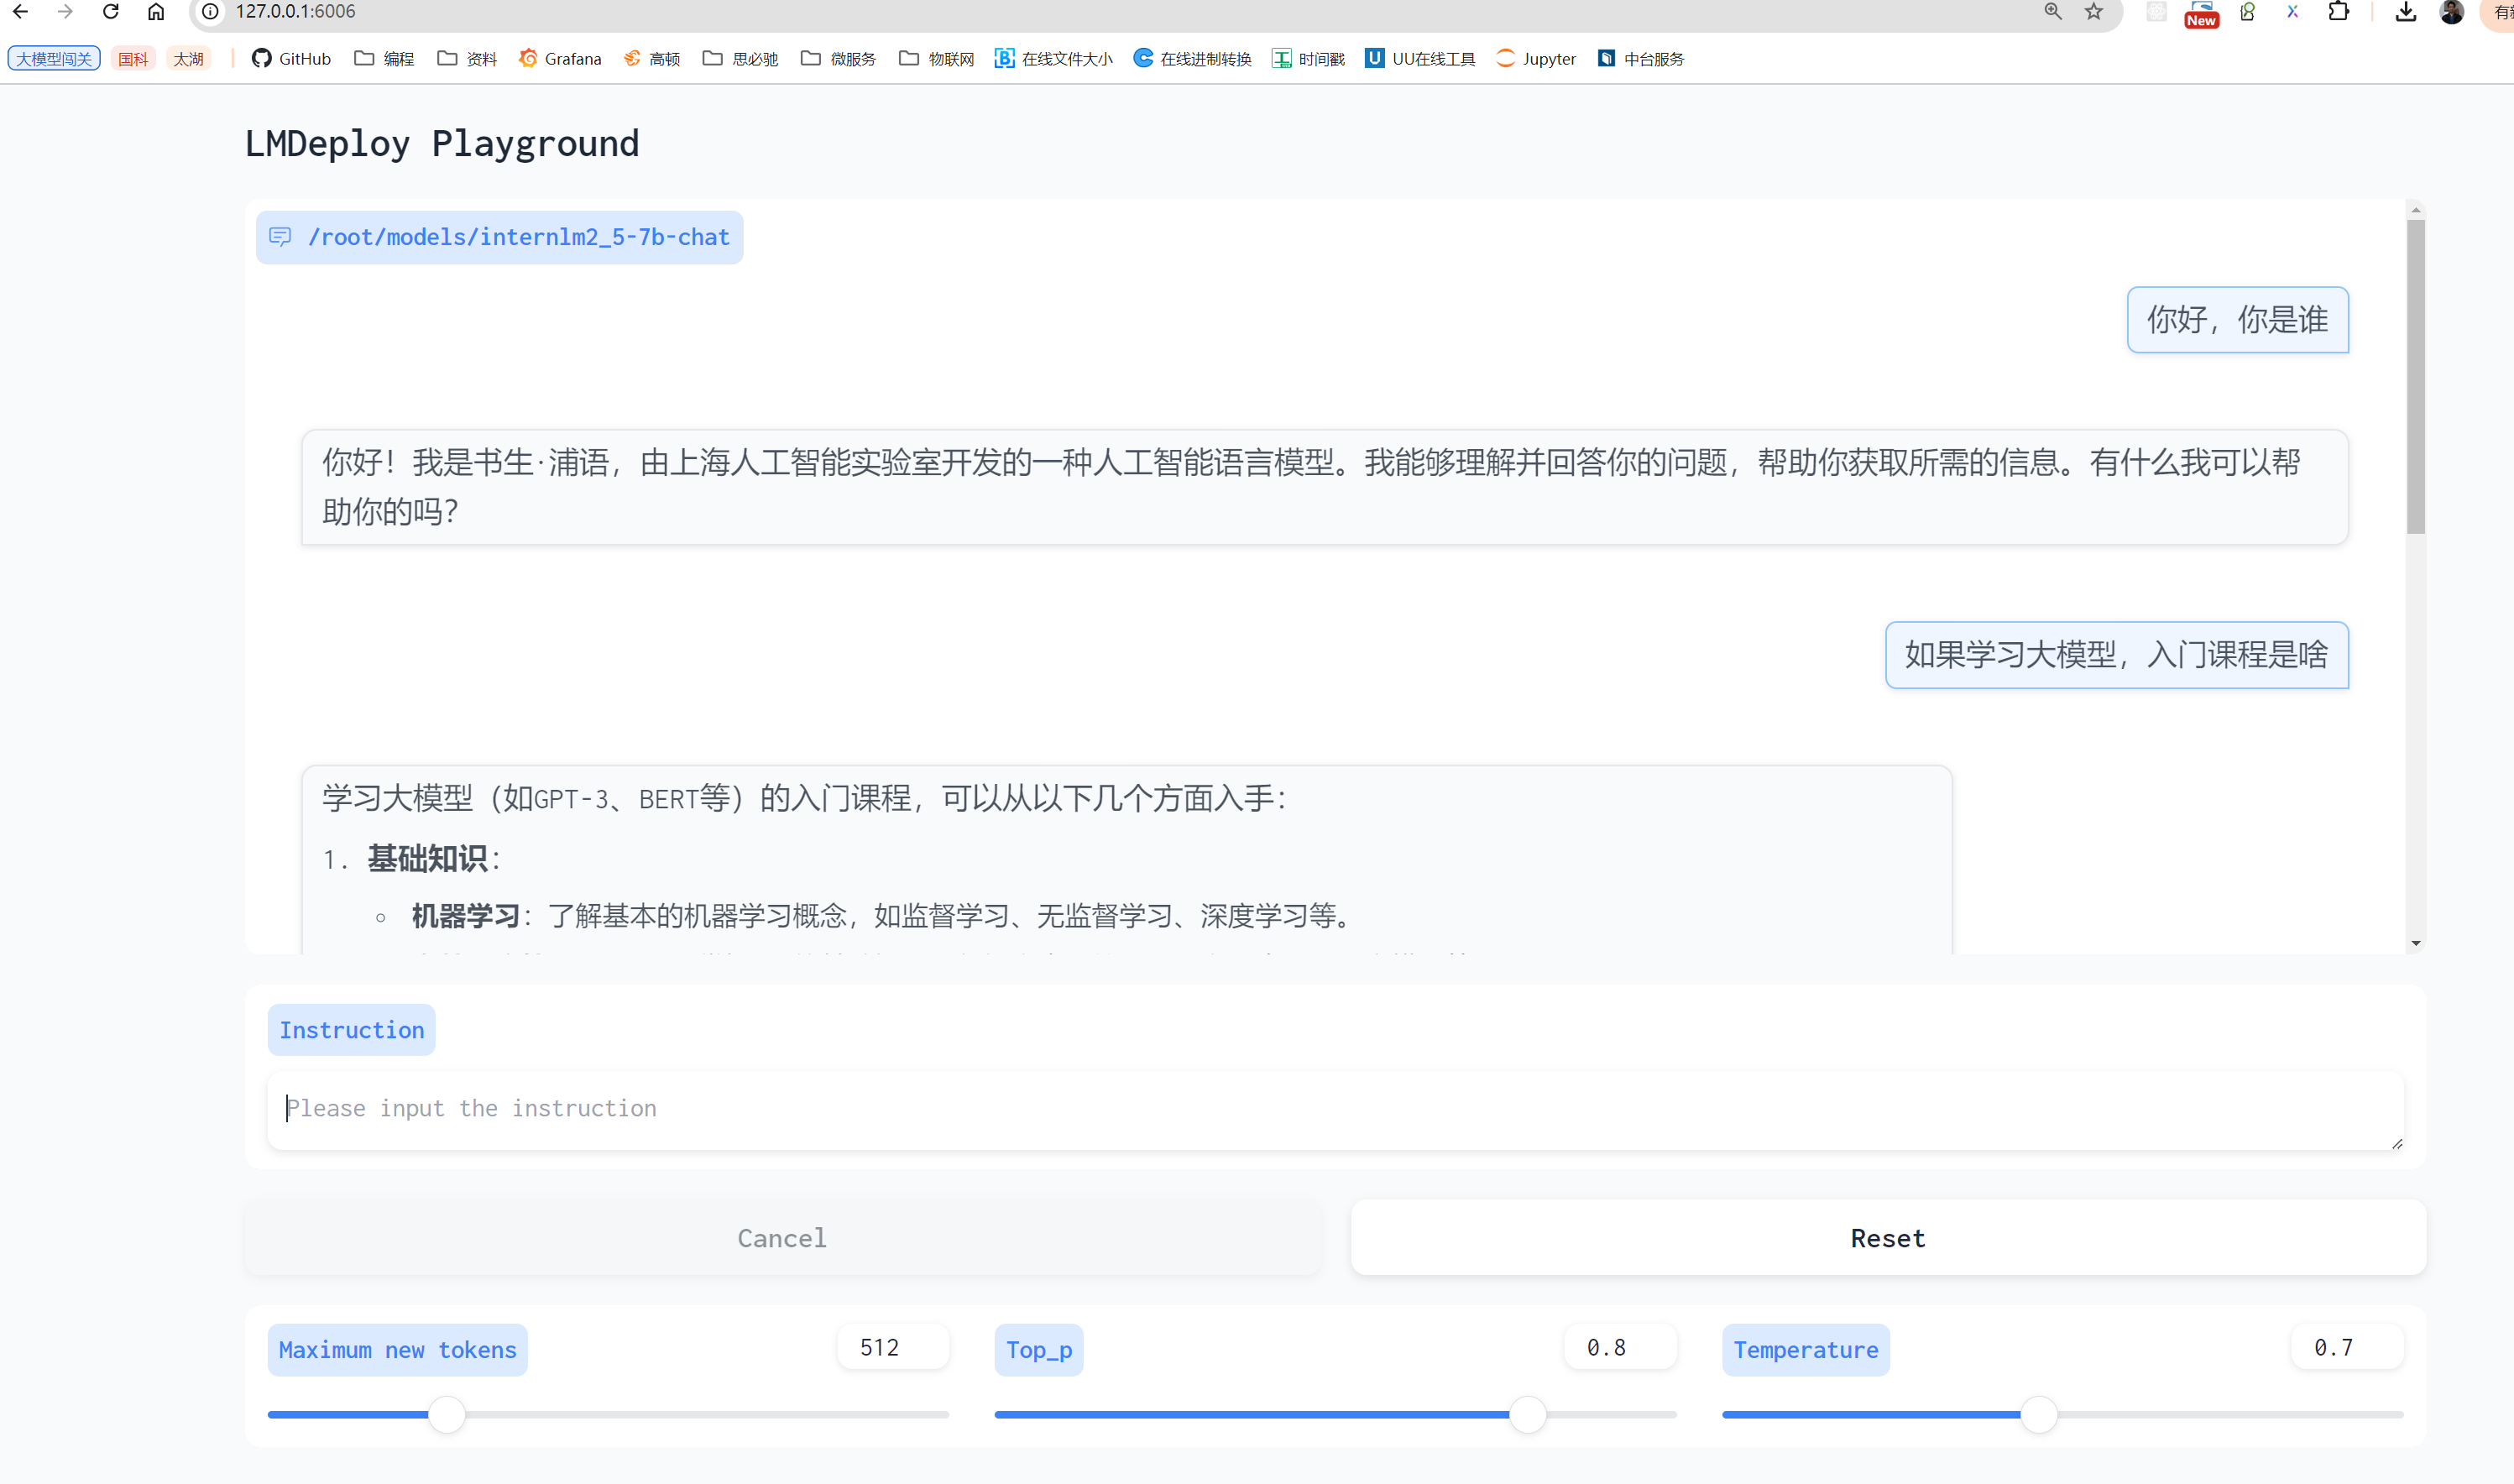 127.0.0.1:6006
New
有新
大模型闯关 国科 太湖 GitHub 编程 资料 Grafana 高顿 思必驰 微服务 物联网 在线文件大小 在线进制转换 时间戳 UU在线工具 Jupyter 中台服务
LMDeploy Playground
/root/models/internlm2_5-7b-chat
你好，你是谁
你好！我是书生·浦语，由上海人工智能实验室开发的一种人工智能语言模型。我能够理解并回答你的问题，帮助你获取所需的信息。有什么我可以帮
助你的吗？
如果学习大模型，入门课程是啥
学习大模型（如GPT-3、BERT等）的入门课程，可以从以下几个方面入手：
1. 基础知识：
机器学习：了解基本的机器学习概念，如监督学习、无监督学习、深度学习等。
Instruction
Please input the instruction
Cancel
Reset
Maximum new tokens 512 Top_p 0.8 Temperature 0.7